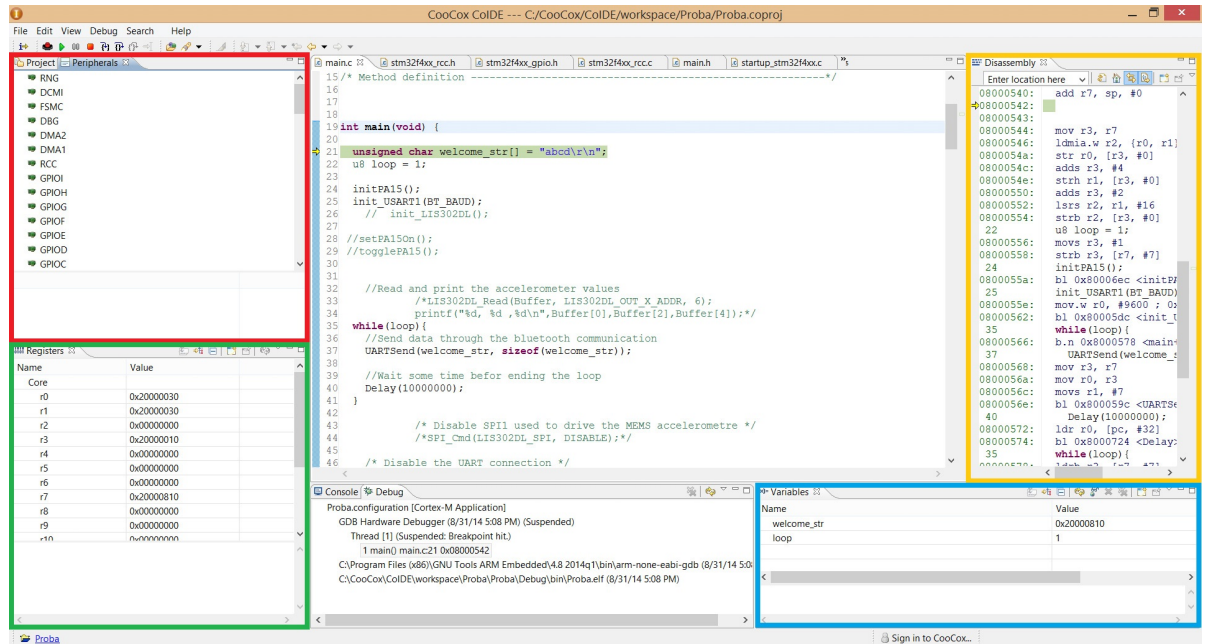 CooCox CoIDE --- C:/CooCox/CoIDE/workspace/Proba/Proba.coproj
File Edit View Debug Search Help
Project Peripherals
RNG
DCMI
FSMC
DBG
DMA2
DMA1
RCC
GPIOI
GPIOH
GPIOG
GPIOF
GPIOE
GPIOD
GPIOC
Registers
Name Value
Core
r0 0x20000030
r1 0x20000030
r2 0x00000000
r3 0x20000010
r4 0x00000000
r5 0x00000000
r6 0x00000000
r7 0x20000810
r8 0x00000000
r9 0x00000000
r10 0x00000000
main.c stm32f4xx_rcc.h stm32f4xx_gpio.h stm32f4xx_rcc.c main.h startup_stm32f4xx.c
15 /* Method definition -----------------------------------------------------*/
16
17
18
19 int main(void) {
20
21 unsigned char welcome_str[] = "abcd\r\n";
22 u8 loop = 1;
23
24 initPA15();
25 init_USART1(BT_BAUD);
26 // init_LIS302DL();
27
28 //setPA15On();
29 //togglePA15();
30
31
32 //Read and print the accelerometer values
33 /*LIS302DL_Read(Buffer, LIS302DL_OUT_X_ADDR, 6);
34 printf("%d, %d ,%d\n",Buffer[0],Buffer[2],Buffer[4]);*/
35 while(loop){
36 //Send data through the bluetooth communication
37 UARTSend(welcome_str, sizeof(welcome_str));
38
39 //Wait some time befor ending the loop
40 Delay(10000000);
41 }
42
43 /* Disable SPI1 used to drive the MEMS accelerometre */
44 /*SPI_Cmd(LIS302DL_SPI, DISABLE);*/
45
46 /* Disable the UART connection */
Disassembly
Enter location here
08000540: add r7, sp, #0
08000542:
08000543:
08000544: mov r3, r7
08000546: ldmia.w r2, {r0, r1}
0800054a: str r0, [r3, #0]
0800054c: adds r3, #4
0800054e: strh r1, [r3, #0]
08000550: adds r3, #2
08000552: lsrs r2, r1, #16
08000554: strb r2, [r3, #0]
22 u8 loop = 1;
08000556: movs r3, #1
08000558: strb r3, [r7, #7]
24 initPA15();
0800055a: bl 0x80006ec <initPA
25 init_USART1(BT_BAUD)
0800055e: mov.w r0, #9600 ; 0x
08000562: bl 0x80005dc <init_U
35 while(loop){
08000566: b.n 0x8000578 <main+
37 UARTSend(welcome_s
08000568: mov r3, r7
0800056a: mov r0, r3
0800056c: movs r1, #7
0800056e: bl 0x800059c <UARTSe
40 Delay(10000000);
08000572: ldr r0, [pc, #32]
08000574: bl 0x8000724 <Delay>
35 while(loop){
08000578: ldrb r3, [r7, #7]
Console Debug
Proba.configuration [Cortex-M Application]
GDB Hardware Debugger (8/31/14 5:08 PM) (Suspended)
Thread [1] (Suspended: Breakpoint hit.)
1 main() main.c:21 0x08000542
C:\Program Files (x86)\GNU Tools ARM Embedded\4.8 2014q1\bin\arm-none-eabi-gdb (8/31/14 5:0
C:\CooCox\CoIDE\workspace\Proba\Proba\Debug\bin\Proba.elf (8/31/14 5:08 PM)
Variables
Name Value
welcome_str 0x20000810
loop 1
Proba
Sign in to CooCox...